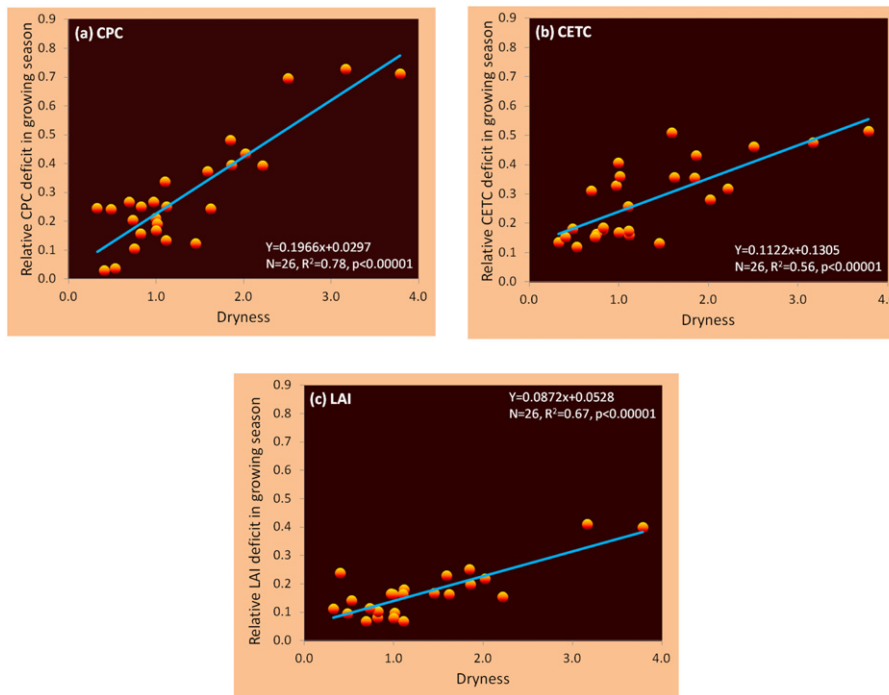 (a) CPC
Relative CPC deficit in growing season
0.9
0.8
0.7
0.6
0.5
0.4
0.3
0.2
0.1
0.0
Y=0.1966x+0.0297
N=26, R²=0.78, p<0.00001
0.0 1.0 2.0 3.0 4.0
Dryness
(b) CETC
Relative CETC deficit in growing season
0.9
0.8
0.7
0.6
0.5
0.4
0.3
0.2
0.1
0.0
Y=0.1122x+0.1305
N=26, R²=0.56, p<0.00001
0.0 1.0 2.0 3.0 4.0
Dryness
(c) LAI
Relative LAI deficit in growing season
0.9
0.8
0.7
0.6
0.5
0.4
0.3
0.2
0.1
0.0
Y=0.0872x+0.0528
N=26, R²=0.67, p<0.00001
0.0 1.0 2.0 3.0 4.0
Dryness